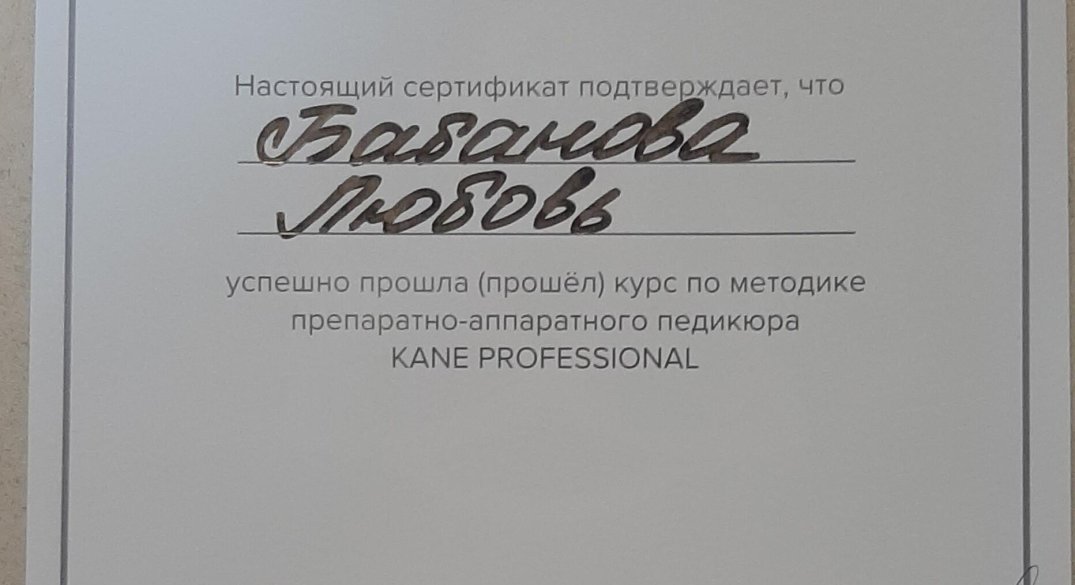 Настоящий сертификат подтверждает, что
Бабанова
Любовь
успешно прошла (прошёл) курс по методике
препаратно-аппаратного педикюра
KANE PROFESSIONAL